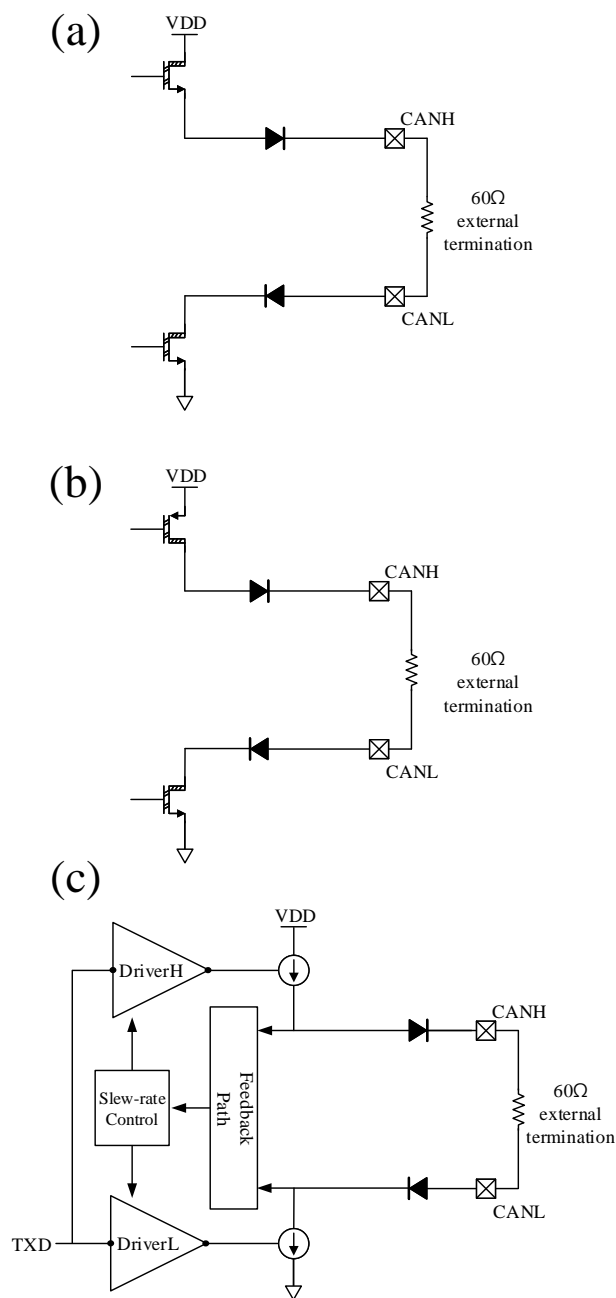 (a)
VDD
CANH
60Ω
external
termination
CANL
(b)
VDD
CANH
60Ω
external
termination
CANL
(c)
VDD
DriverH
CANH
Slew-rate
Control
Feedback
Path
60Ω
external
termination
CANL
TXD
DriverL